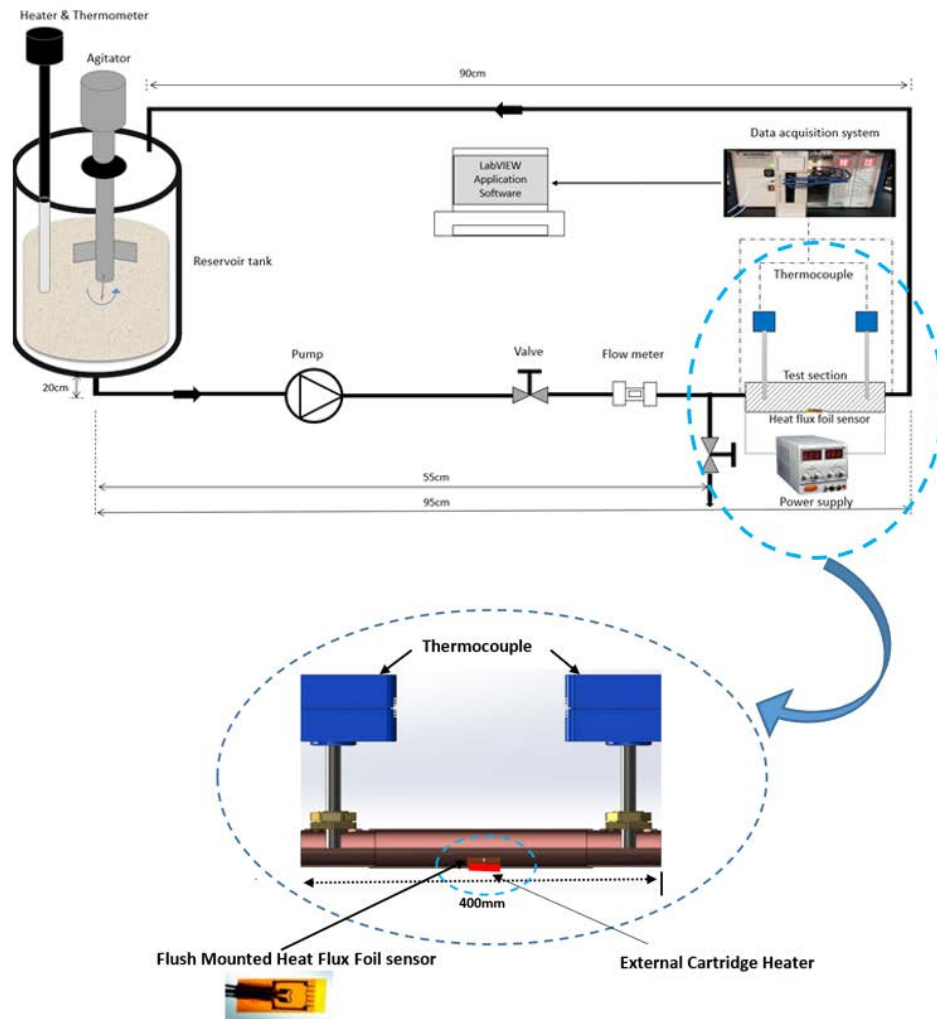 Heater & Thermometer
Agitator
90cm
Data acquisition system
LabVIEW
Application
Software
Reservoir tank
Thermocouple
Pump
Valve
Flow meter
20cm
Test section
Heat flux foil sensor
55cm
Power supply
95cm
Thermocouple
400mm
Flush Mounted Heat Flux Foil sensor
External Cartridge Heater